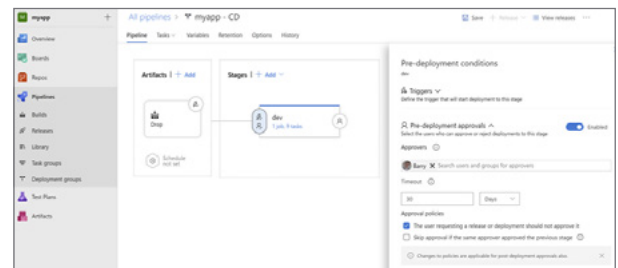 myapp +
Overview
Boards
Repos
Pipelines
Builds
Releases
Library
Task groups
Deployment groups
Test Plans
Artifacts
All pipelines > myapp - CD
Save Release View releases ...
Pipeline Tasks Variables Retention Options History
Artifacts | + Add
Drop
Schedule
not set
Stages | + Add
dev
1 job, 9 tasks
Pre-deployment conditions
dev
Triggers
Define the trigger that will start deployment to this stage
Pre-deployment approvals
Enabled
Select the users who can approve or reject deployments to this stage
Approvers
Barry X Search users and groups for approvers
Timeout
30 Days
Approval policies
The user requesting a release or deployment should not approve it
Skip approval if the same approver approved the previous stage
Changes to policies are applicable for post-deployment approvals also.